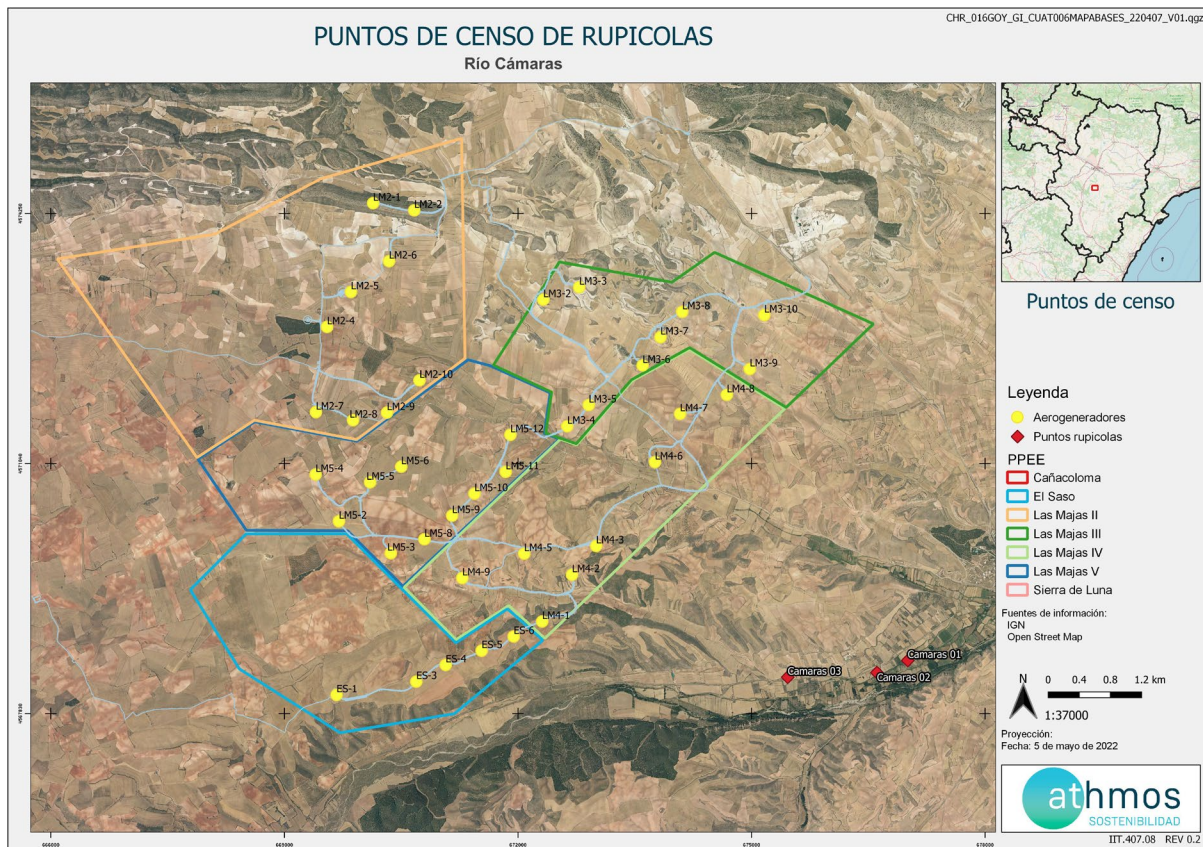 CHR_016GOY_GI_CUAT006MAPABASES_220407_V01.qgz
PUNTOS DE CENSO DE RUPICOLAS
Río Cámaras
LM2-1
LM2-2
LM2-6
LM2-5
LM2-4
LM2-10
LM2-7
LM2-8
LM2-9
LM3-3
LM3-2
LM3-8
LM3-10
LM3-7
LM3-6
LM3-9
LM3-5
LM3-4
LM4-8
LM4-7
LM4-6
LM5-12
LM5-11
LM5-6
LM5-4
LM5-5
LM5-10
LM5-9
LM5-2
LM5-8
LM5-3
LM4-5
LM4-3
LM4-9
LM4-2
LM4-1
ES-6
ES-5
ES-4
ES-3
ES-1
Camaras 01
Camaras 02
Camaras 03
4567830
669000
672000
675000
678000
Puntos de censo
Leyenda
Aerogeneradores
Puntos rupicolas
PPEE
Cañacoloma
El Saso
Las Majas II
Las Majas III
Las Majas IV
Las Majas V
Sierra de Luna
Fuentes de información:
IGN
Open Street Map
N
0 0.4 0.8 1.2 km
1:37000
Proyección:
Fecha: 5 de mayo de 2022
athmos
SOSTENIBILIDAD
IIT.407.08 REV 0.2